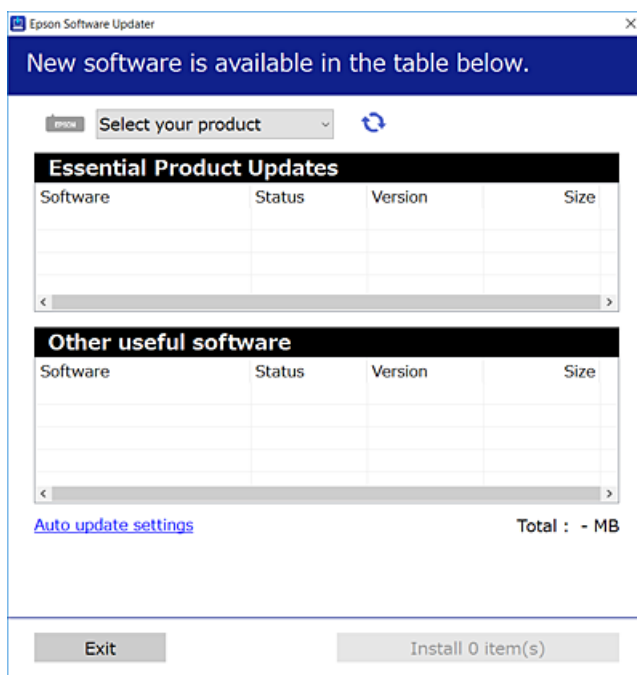 Epson Software Updater
New software is available in the table below.
EPSON Select your product
Essential Product Updates
Software Status Version Size
Other useful software
Software Status Version Size
Auto update settings Total : - MB
Exit Install 0 item(s)